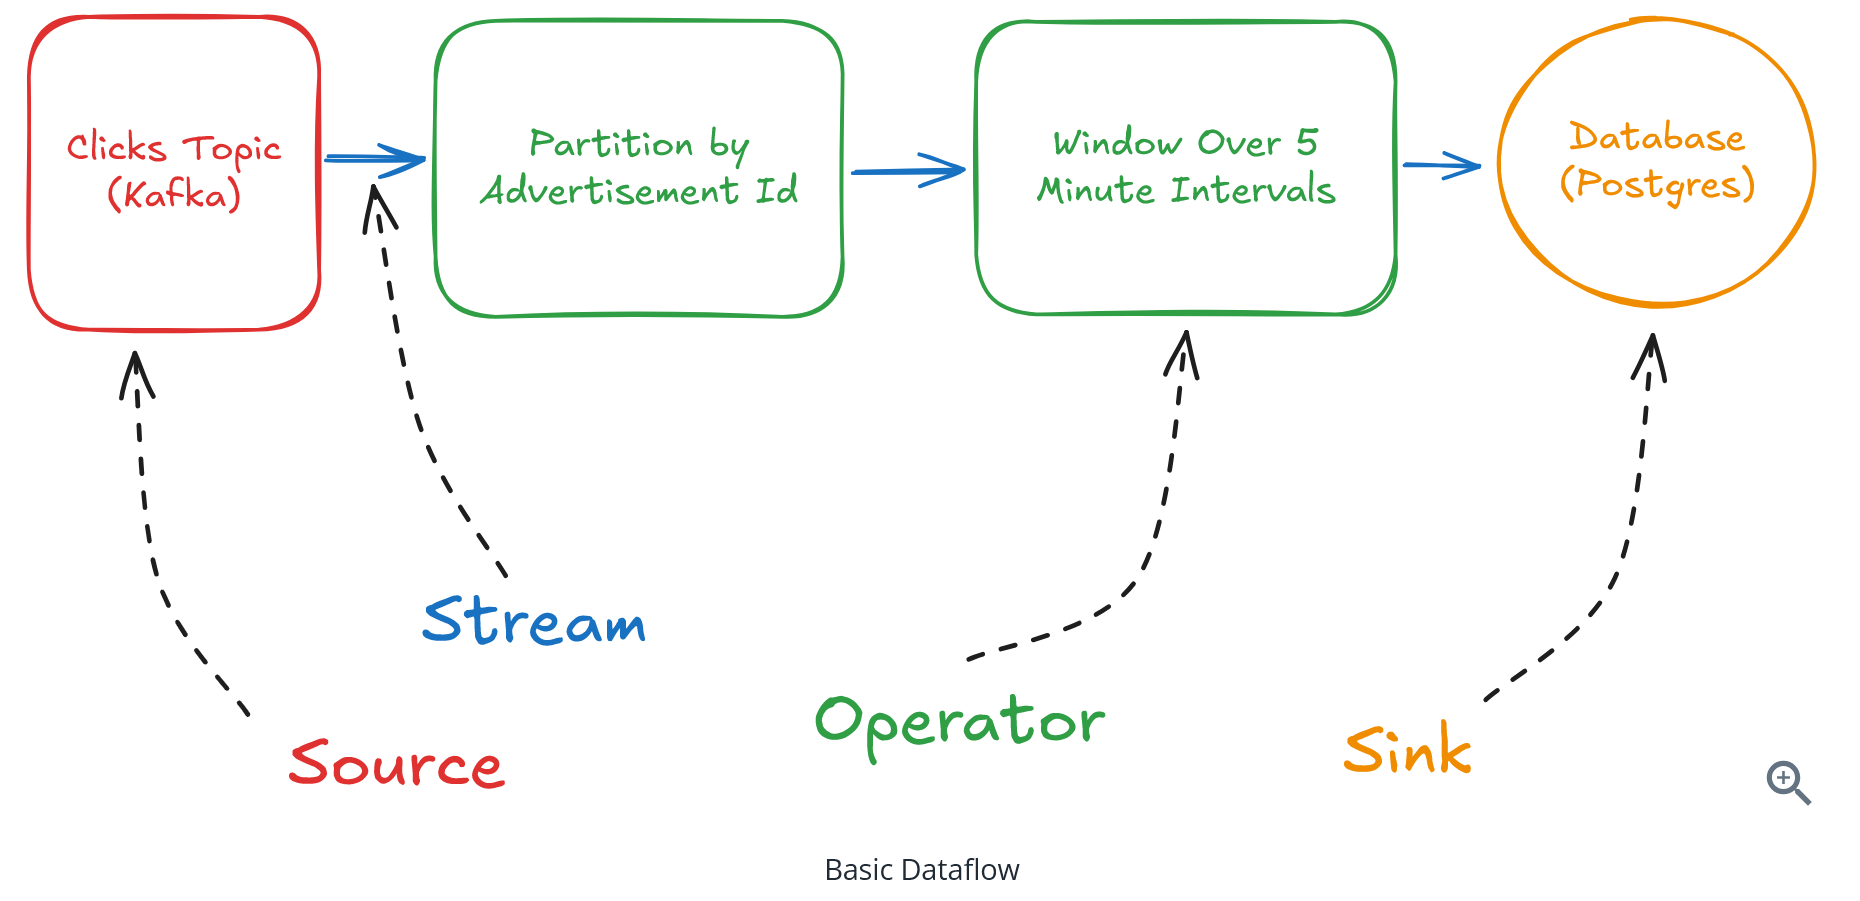 Clicks Topic
(Kafka)
Partition by
Advertisement Id
Window Over 5
Minute Intervals
Database
(Postgres)
Stream
Source
Operator
Sink
Basic Dataflow